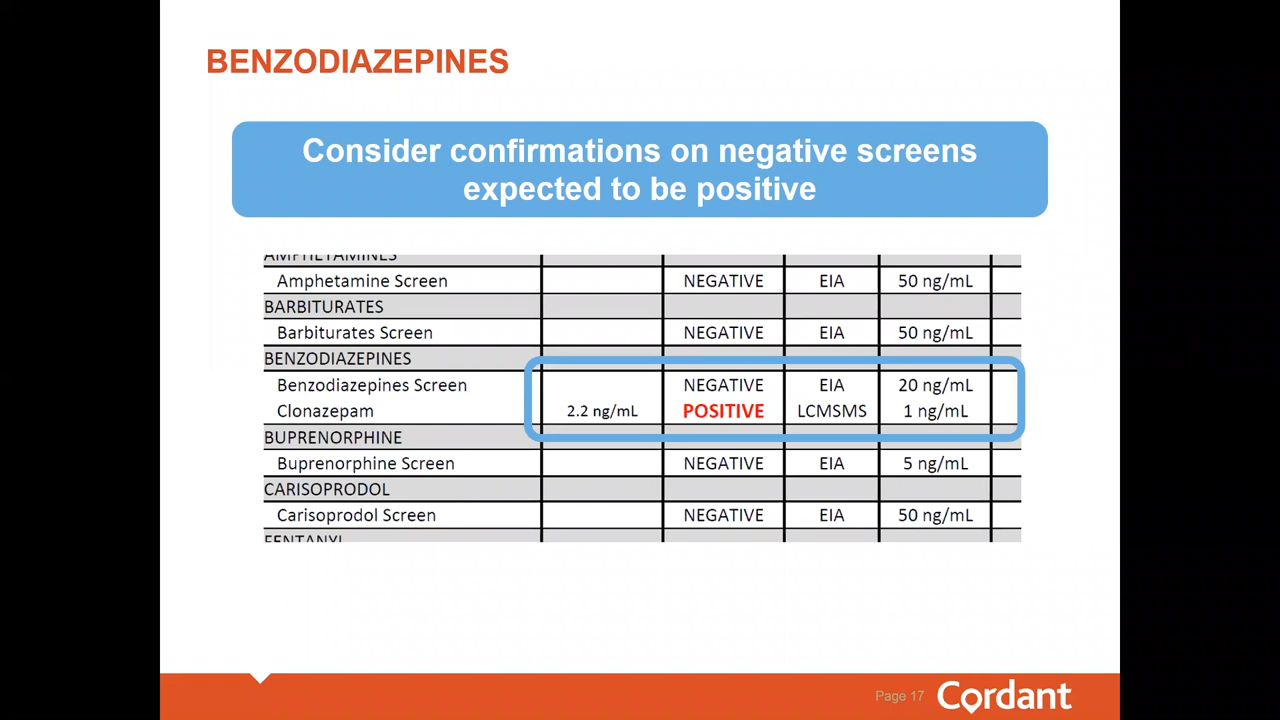 BENZODIAZEPINES
Consider confirmations on negative screens
expected to be positive
AMPHETAMINES
Amphetamine Screen NEGATIVE EIA 50 ng/mL
BARBITURATES
Barbiturates Screen NEGATIVE EIA 50 ng/mL
BENZODIAZEPINES
Benzodiazepines Screen NEGATIVE EIA 20 ng/mL
Clonazepam 2.2 ng/mL POSITIVE LCMSMS 1 ng/mL
BUPRENORPHINE
Buprenorphine Screen NEGATIVE EIA 5 ng/mL
CARISOPRODOL
Carisoprodol Screen NEGATIVE EIA 50 ng/mL
FENTANYL
Page 17 Cordant